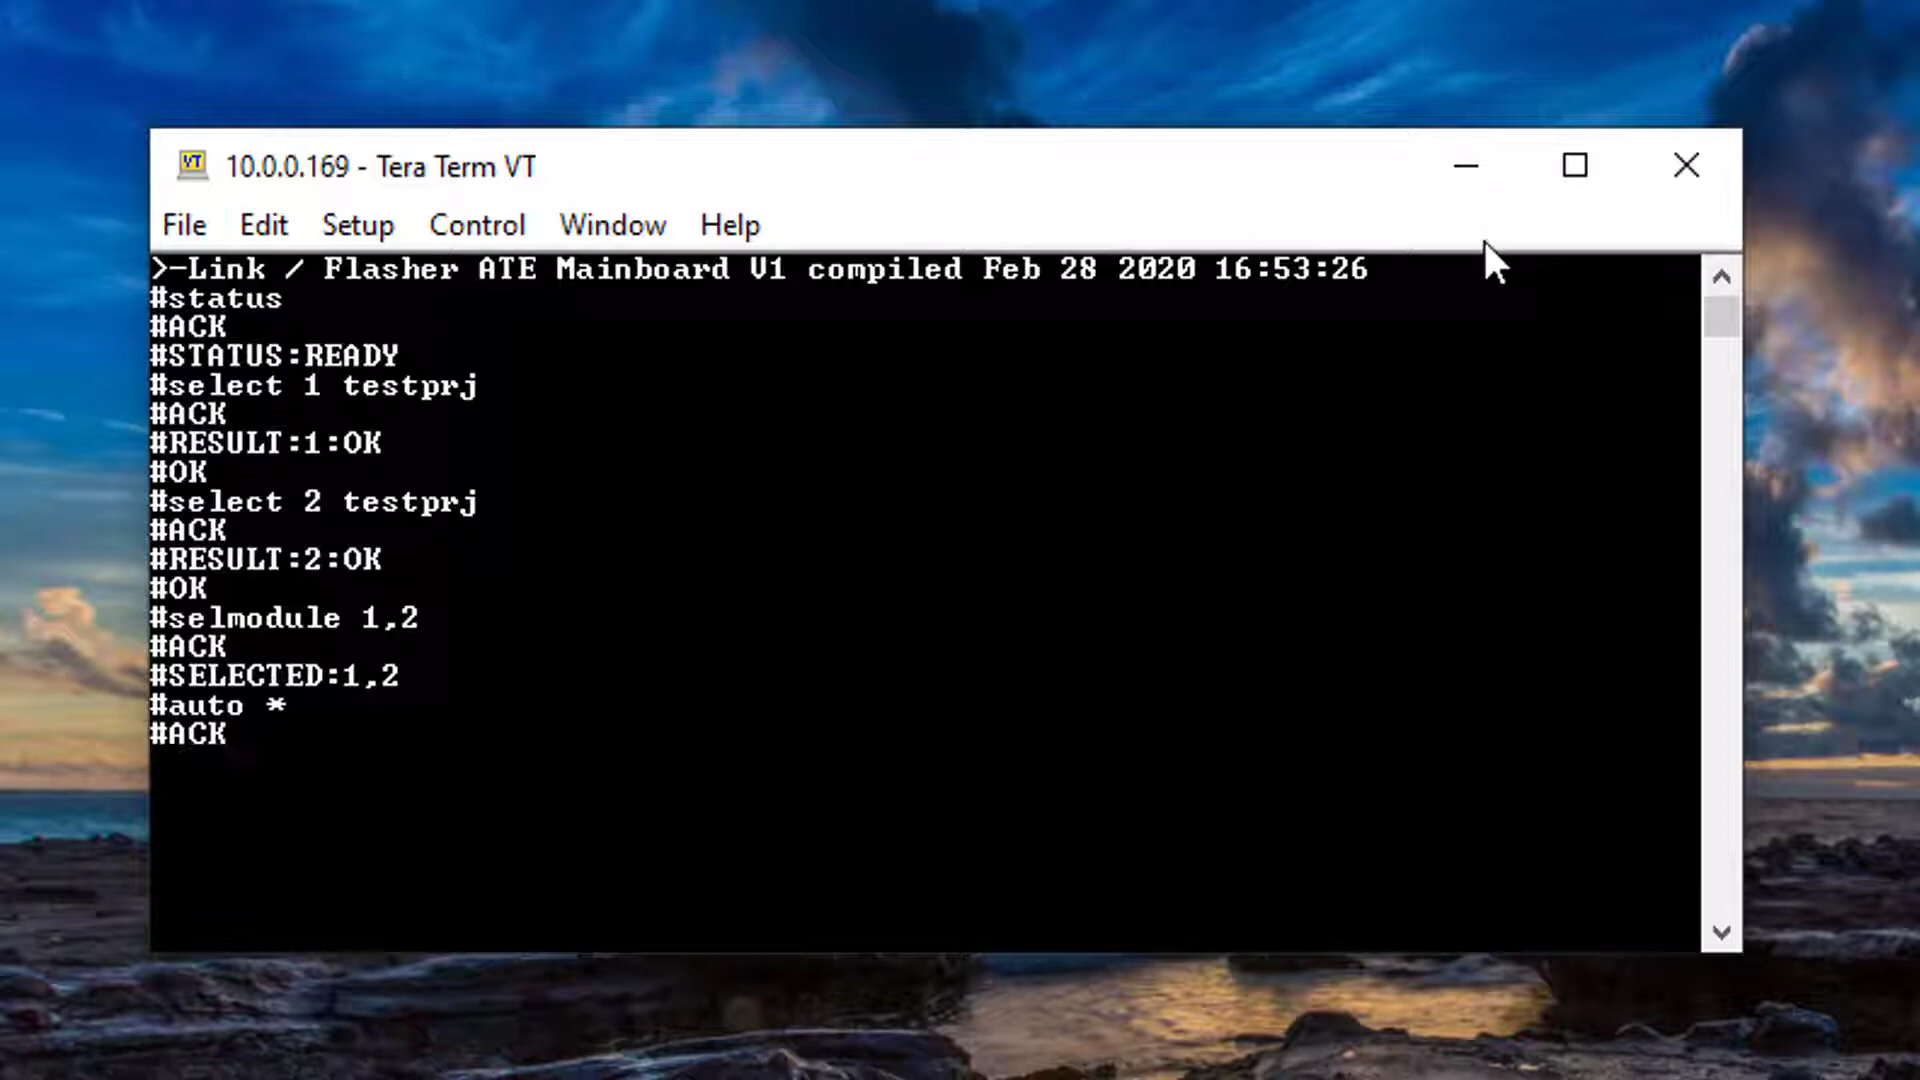 VT
10.0.0.169 - Tera Term VT
File Edit Setup Control Window Help
>-Link / Flasher ATE Mainboard V1 compiled Feb 28 2020 16:53:26
#status
#ACK
#STATUS:READY
#select 1 testprj
#ACK
#RESULT:1:OK
#OK
#select 2 testprj
#ACK
#RESULT:2:OK
#OK
#selmodule 1,2
#ACK
#SELECTED:1,2
#auto *
#ACK